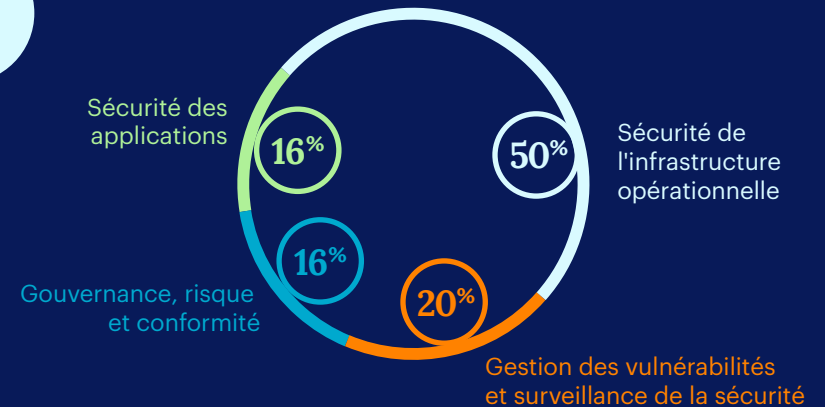 Sécurité des
applications
16%
50%
Sécurité de
l'infrastructure
opérationnelle
16%
Gouvernance, risque
et conformité
20%
Gestion des vulnérabilités
et surveillance de la sécurité